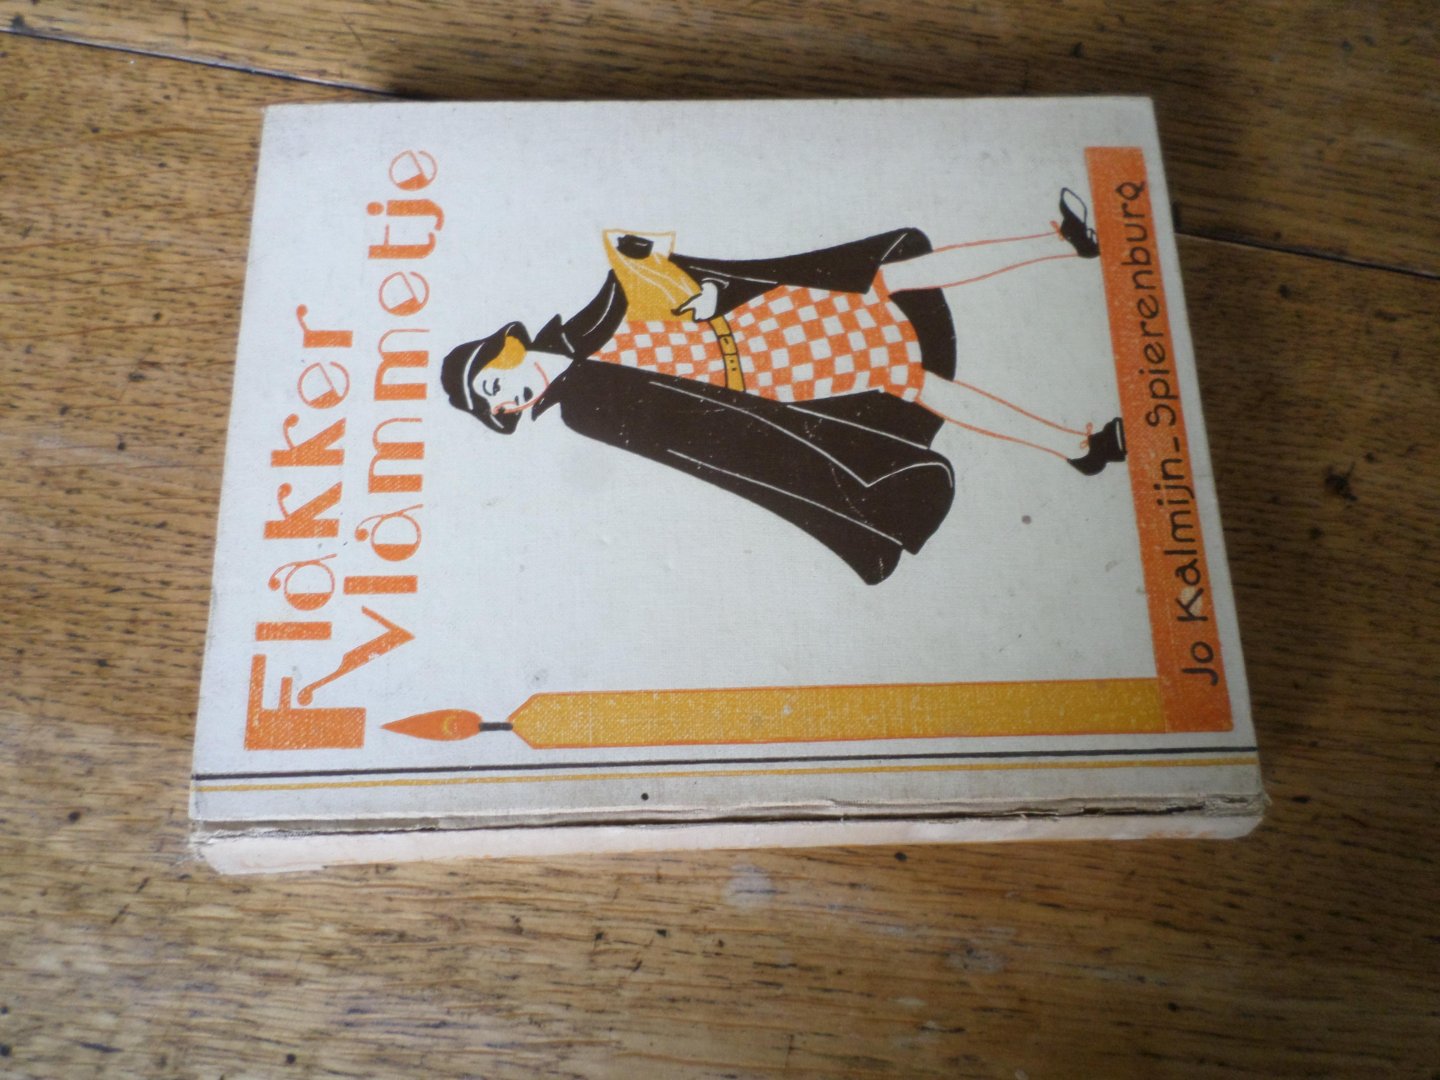 Flakker
Vlammetje
Jo Kalmijn-Spierenburg